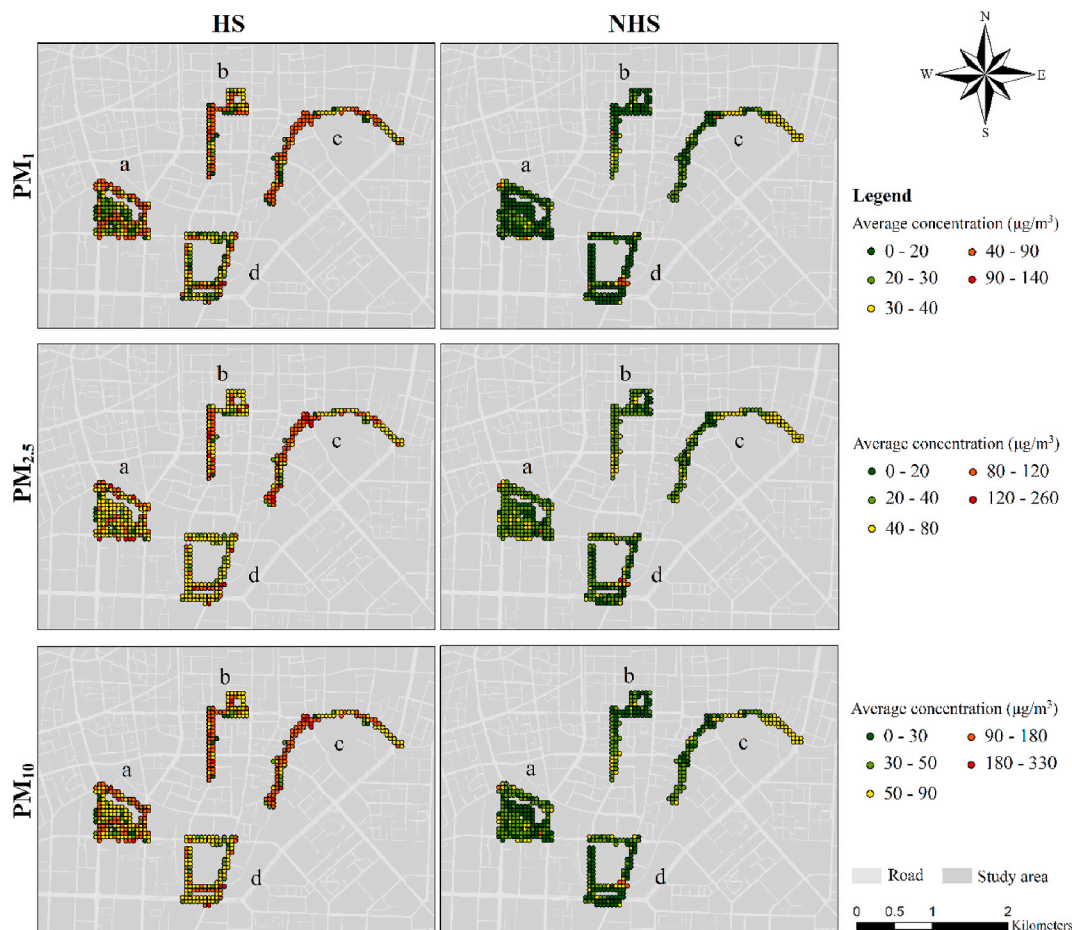 HS
NHS
N
W
E
S
PM1
a
b
c
d
a
b
c
d
Legend
Average concentration (μg/m³)
0 - 20
40 - 90
20 - 30
90 - 140
30 - 40
PM2.5
a
b
c
d
a
b
c
d
Average concentration (μg/m³)
0 - 20
80 - 120
20 - 40
120 - 260
40 - 80
PM10
a
b
c
d
a
b
c
d
Average concentration (μg/m³)
0 - 30
90 - 180
30 - 50
180 - 330
50 - 90
Road
Study area
0 0.5 1 2
Kilometers